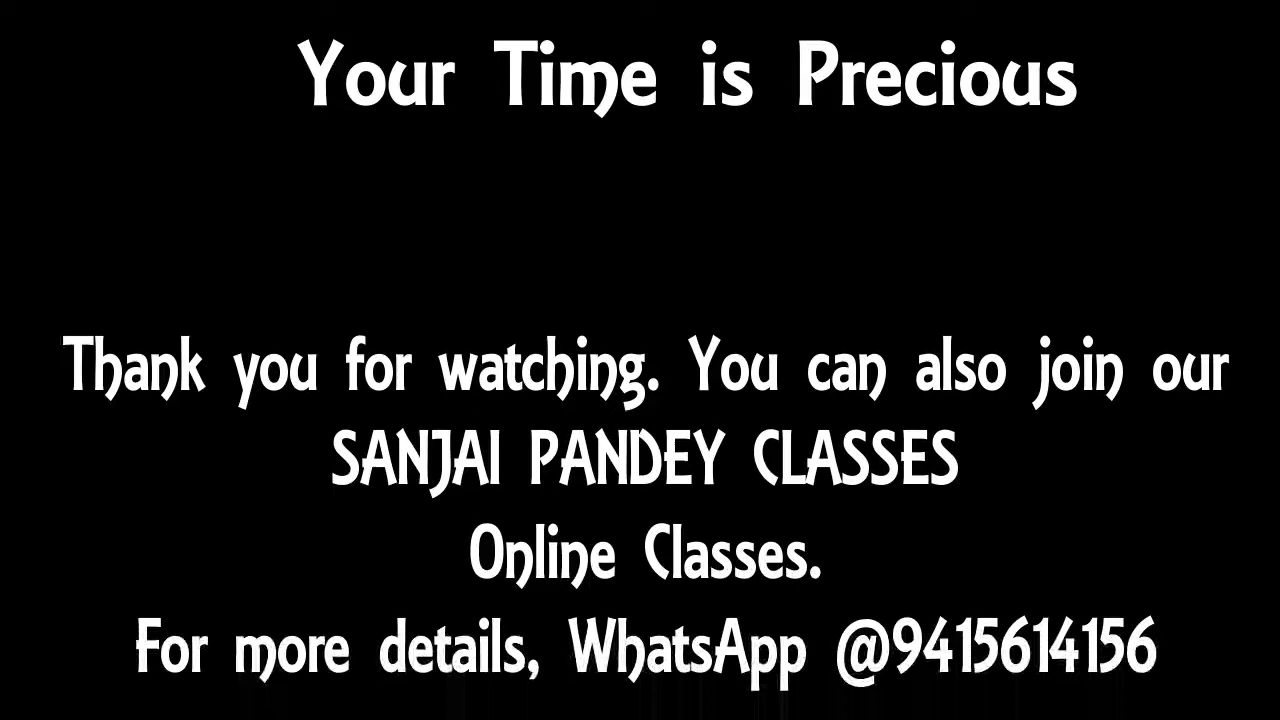 Your Time is Precious
Thank you for watching. You can also join our
SANJAI PANDEY CLASSES
Online Classes.
For more details, WhatsApp @9415614156